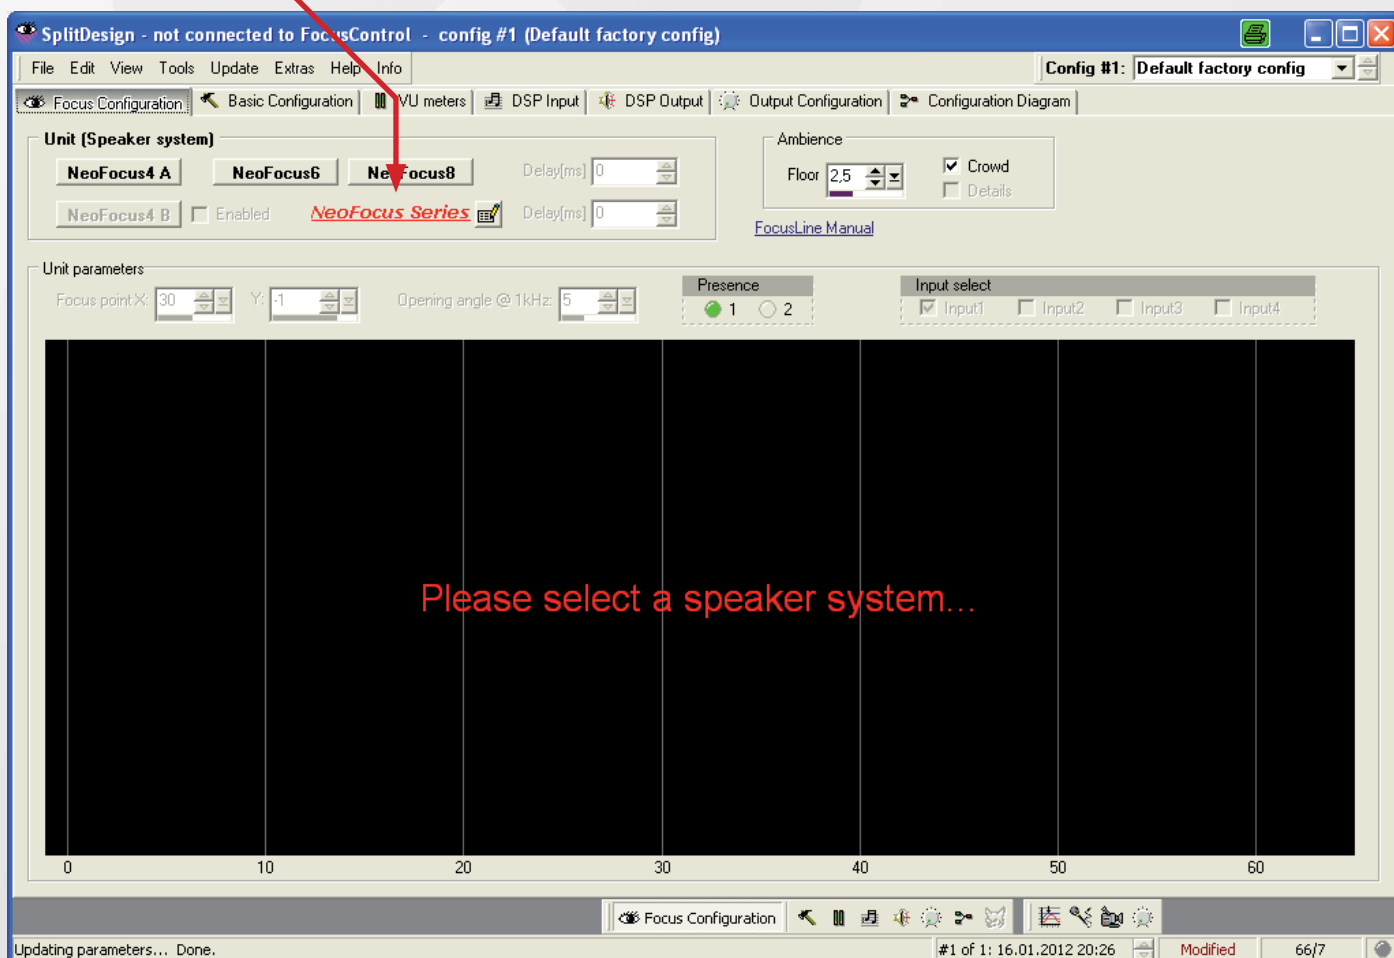 SplitDesign - not connected to FocusControl - config #1 (Default factory config)
File Edit View Tools Update Extras Help Info
Config #1: Default factory config
Focus Configuration Basic Configuration VU meters DSP Input DSP Output Output Configuration Configuration Diagram
Unit (Speaker system)
NeoFocus4 A NeoFocus6 NeoFocus8 Delay[ms] 0
NeoFocus4 B Enabled NeoFocus Series Delay[ms] 0
Ambience
Floor 2,5 Crowd
Details
FocusLine Manual
Unit parameters
Focus point X: 30 Y: -1 Opening angle @ 1kHz: 5
Presence
1 2
Input select
Input1 Input2 Input3 Input4
Please select a speaker system...
0 10 20 30 40 50 60
Focus Configuration
Updating parameters... Done.
#1 of 1: 16.01.2012 20:26 Modified 66/7